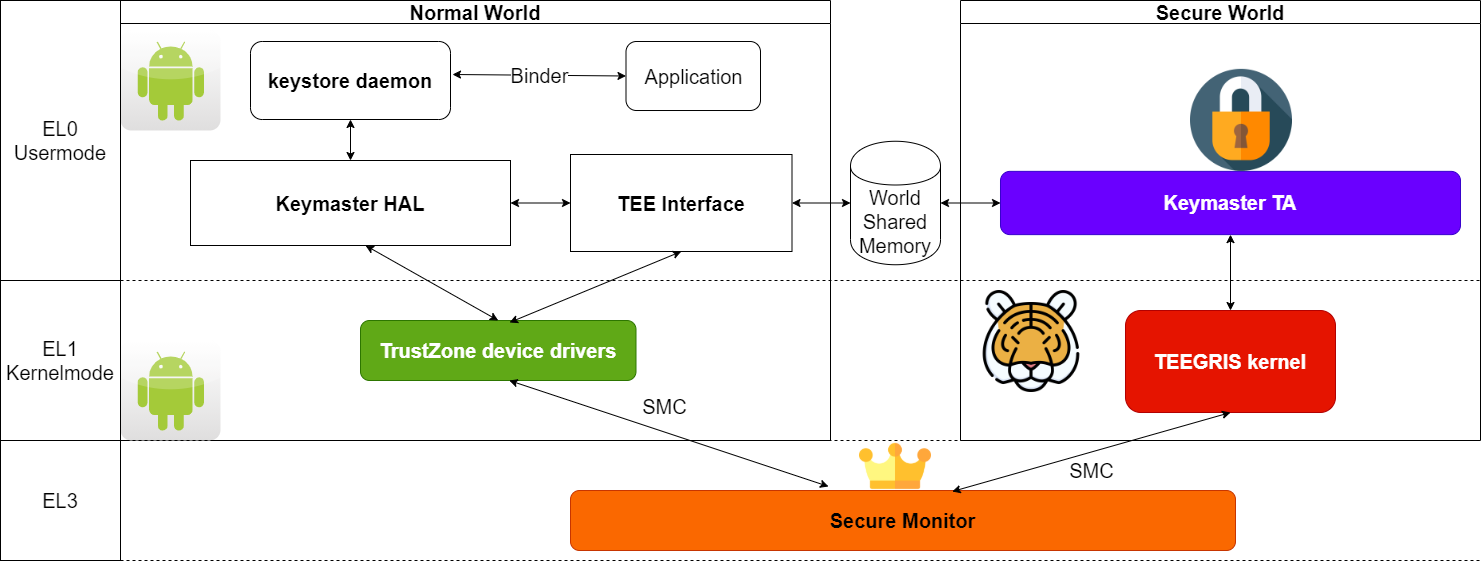 Normal World
Secure World
EL0
Usermode
keystore daemon
Binder
Application
Keymaster HAL
TEE Interface
World
Shared
Memory
Keymaster TA
EL1
Kernelmode
TrustZone device drivers
TEEGRIS kernel
SMC
SMC
EL3
Secure Monitor